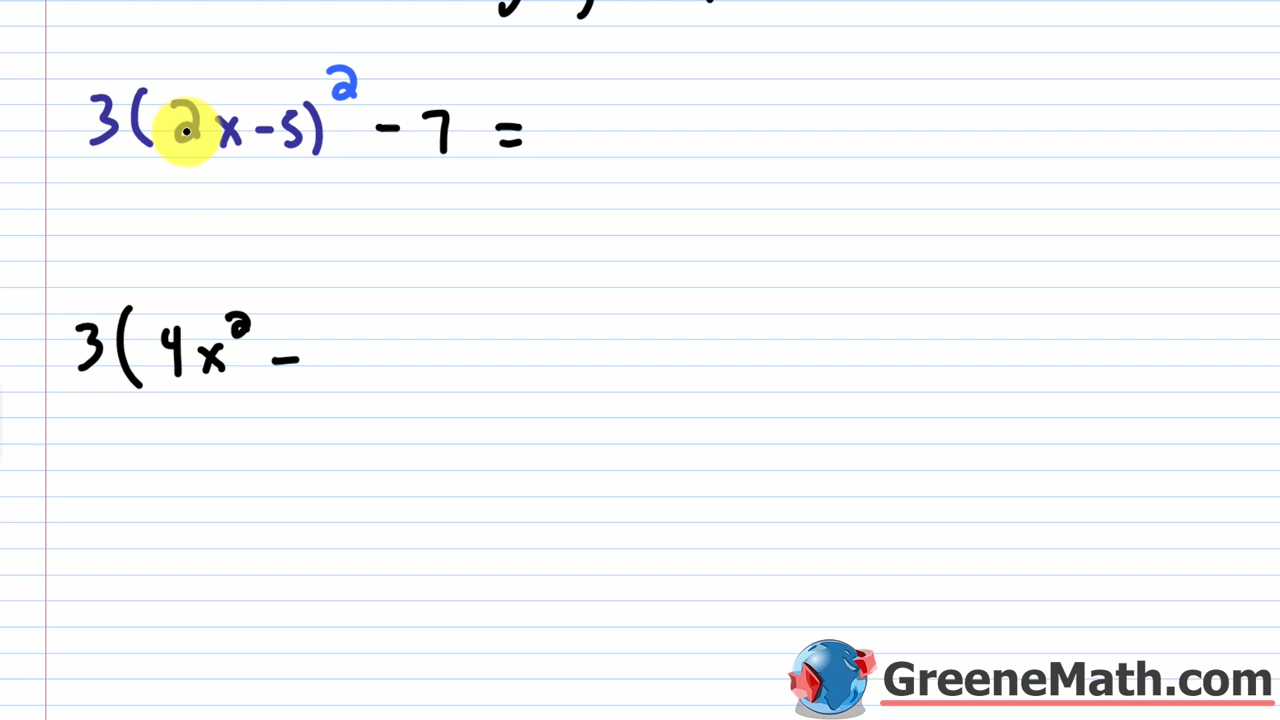 3(2x-5)² - 7 =
3(4x² -
GreeneMath.com